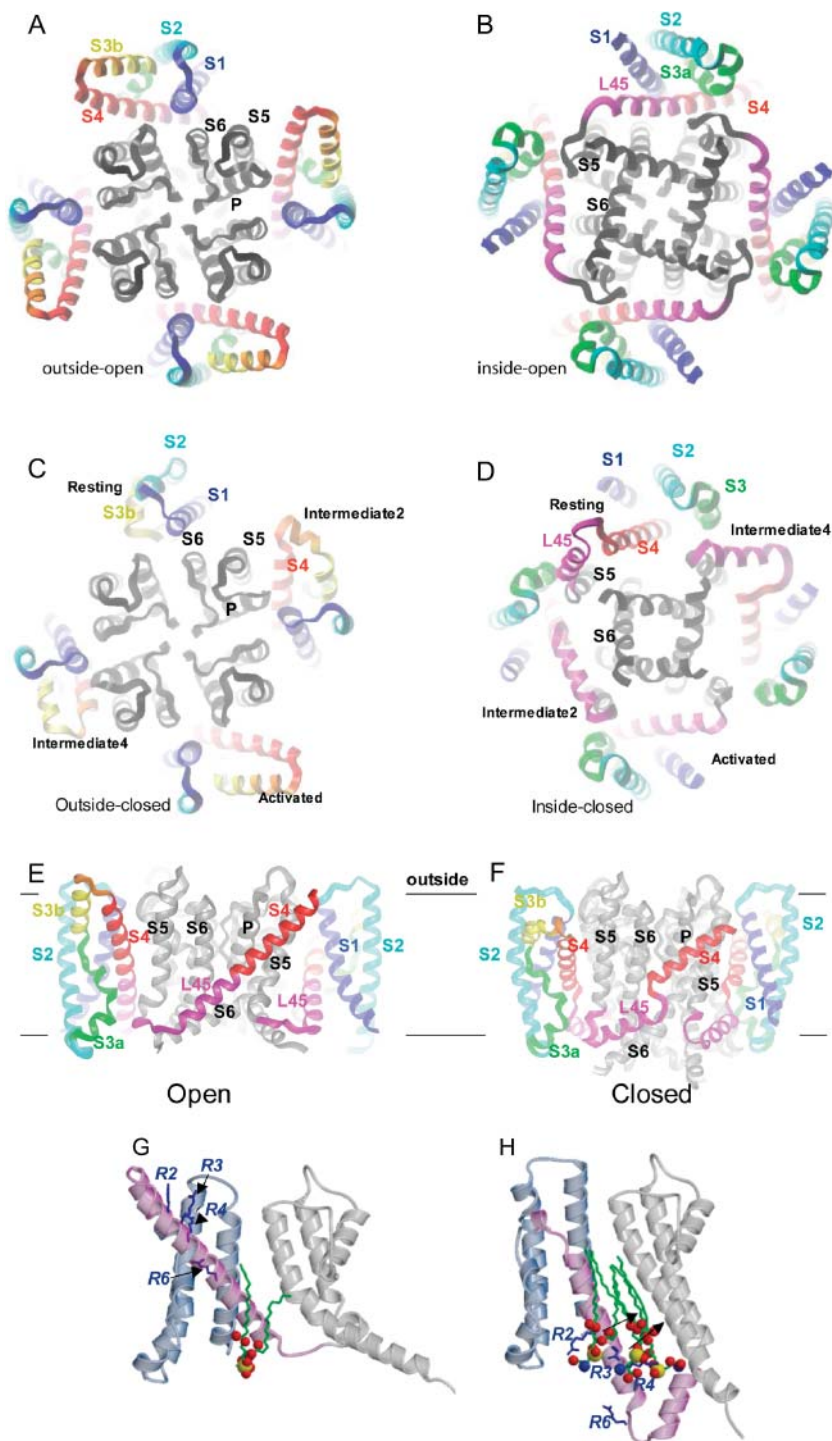 A
S2
S3b
S1
S4
S6
S5
P
outside-open
B
S2
S1
S3a
L45
S4
S5
S6
inside-open
C
S2
Resting
S1
S3b
S6
S5
Intermediate2
S4
P
Intermediate4
Activated
Outside-closed
D
S1
S2
S3
Resting
L45
S4
Intermediate4
S5
S6
Intermediate2
Activated
Inside-closed
E
outside
F
S3b
S2
S4
S5
S6
P
S4
S5
S1
S2
L45
S6
L45
S3a
Open
S3b
S2
S4
S5
S6
P
S4
S5
S1
S2
L45
S3a
S6
Closed
G
R2
R3
R4
R6
H
R2
R3
R4
R6